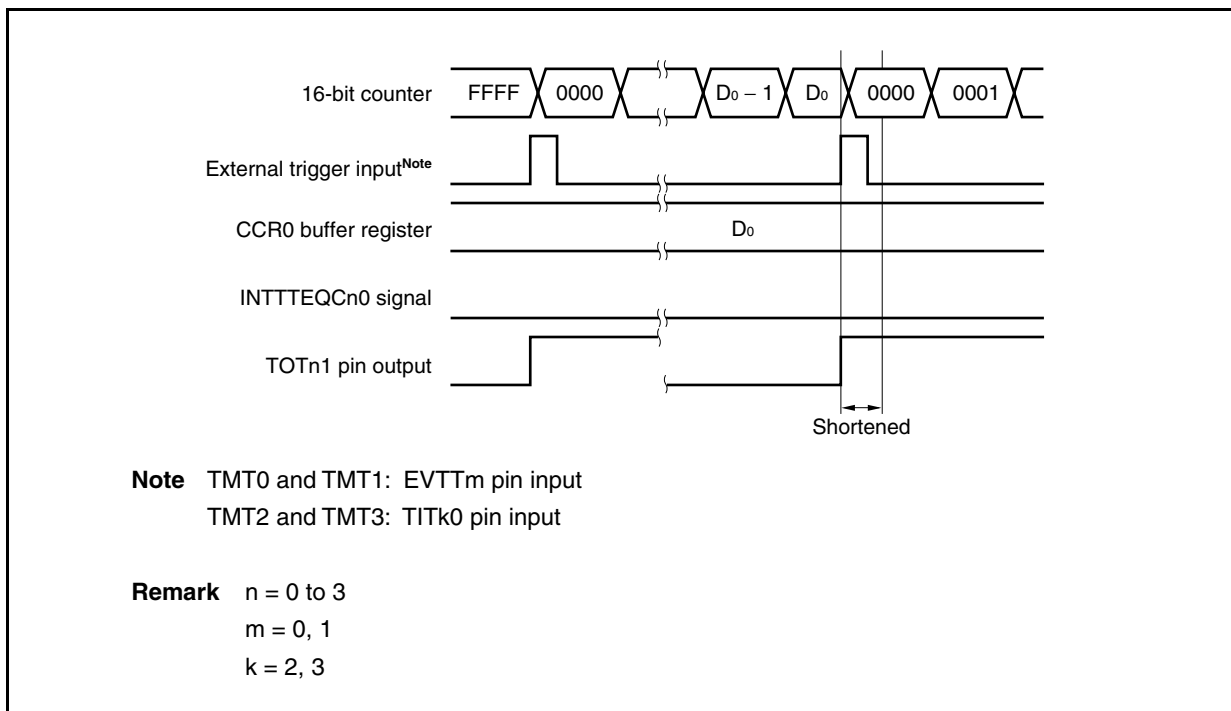 16-bit counter FFFF 0000 D0 − 1 D0 0000 0001
External trigger inputNote
CCR0 buffer register D0
INTTTEQCn0 signal
TOTn1 pin output
Shortened
Note TMT0 and TMT1: EVTTm pin input
TMT2 and TMT3: TITk0 pin input
Remark n = 0 to 3
m = 0, 1
k = 2, 3